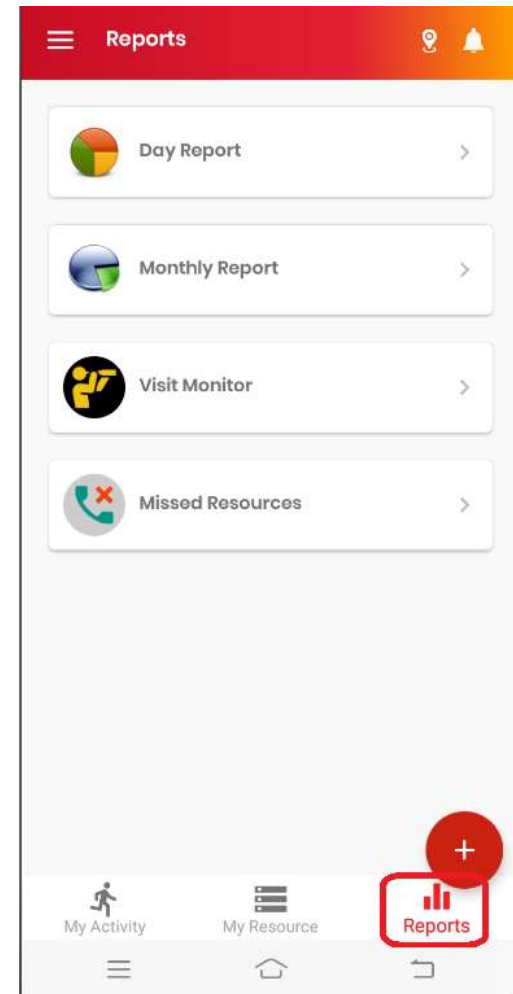 Reports
Day Report
Monthly Report
Visit Monitor
Missed Resources
My Activity
My Resource
Reports